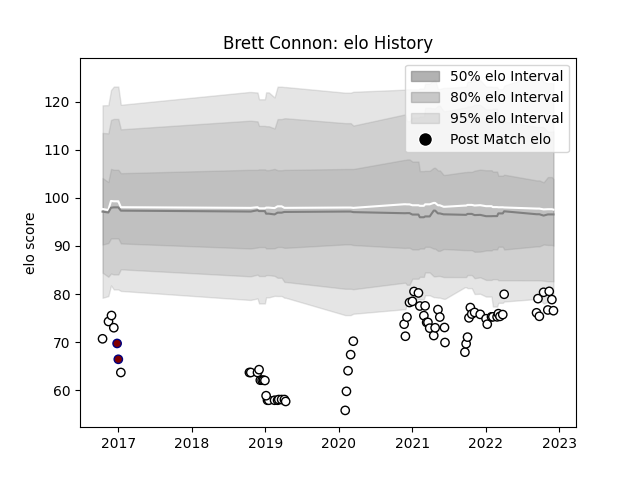 Brett Connon: elo History
50% elo Interval
80% elo Interval
95% elo Interval
Post Match elo
elo score
120
110
100
90
80
70
60
2017
2018
2019
2020
2021
2022
2023